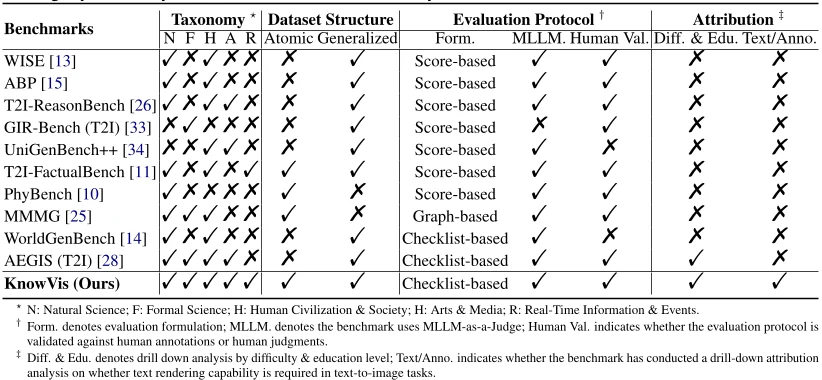 Benchmarks Taxonomy ⋆ Dataset Structure Evaluation Protocol † Attribution ‡
N F H A R Atomic Generalized Form. MLLM. Human Val. Diff. & Edu. Text/Anno.
WISE [13] ✓ ✗ ✓ ✗ ✗ ✗ ✓ Score-based ✓ ✓ ✗ ✗
ABP [15] ✓ ✗ ✓ ✗ ✗ ✗ ✓ Score-based ✓ ✓ ✗ ✗
T2I-ReasonBench [26] ✓ ✗ ✓ ✓ ✗ ✗ ✓ Score-based ✓ ✓ ✗ ✗
GIR-Bench (T2I) [33] ✗ ✓ ✗ ✗ ✗ ✗ ✓ Score-based ✗ ✓ ✗ ✗
UniGenBench++ [34] ✗ ✗ ✓ ✓ ✗ ✗ ✓ Score-based ✓ ✗ ✗ ✗
T2I-FactualBench [11] ✓ ✗ ✓ ✗ ✓ ✓ ✓ Score-based ✓ ✓ ✗ ✗
PhyBench [10] ✓ ✗ ✗ ✗ ✗ ✓ ✗ Score-based ✓ ✓ ✗ ✗
MMMG [25] ✓ ✓ ✓ ✗ ✗ ✓ ✗ Graph-based ✓ ✓ ✗ ✗
WorldGenBench [14] ✓ ✗ ✓ ✗ ✗ ✗ ✓ Checklist-based ✓ ✗ ✗ ✗
AEGIS (T2I) [28] ✓ ✓ ✓ ✓ ✗ ✗ ✓ Checklist-based ✓ ✓ ✓ ✗
KnowVis (Ours) ✓ ✓ ✓ ✓ ✓ ✓ ✓ Checklist-based ✓ ✓ ✓ ✓
⋆ N: Natural Science; F: Formal Science; H: Human Civilization & Society; H: Arts & Media; R: Real-Time Information & Events.
† Form. denotes evaluation formulation; MLLM. denotes the benchmark uses MLLM-as-a-Judge; Human Val. indicates whether the evaluation protocol is
validated against human annotations or human judgments.
‡ Diff. & Edu. denotes drill down analysis by difficulty & education level; Text/Anno. indicates whether the benchmark has conducted a drill-down attribution
analysis on whether text rendering capability is required in text-to-image tasks.